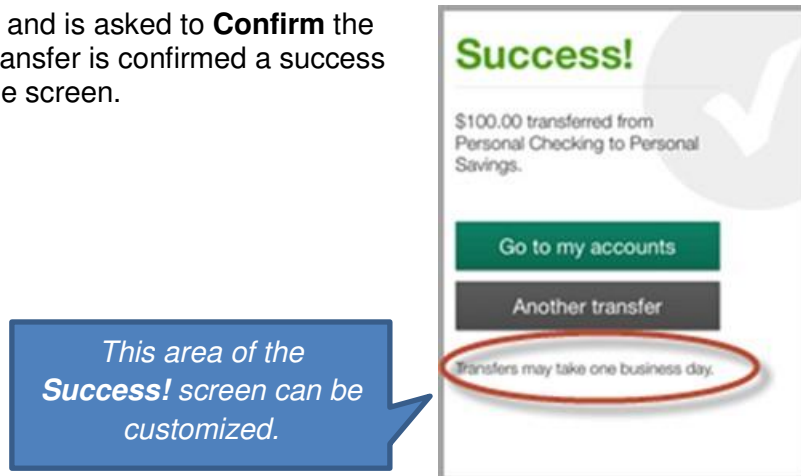 and is asked to Confirm the
ansfer is confirmed a success
e screen.
Success!
$100.00 transferred from
Personal Checking to Personal
Savings.
Go to my accounts
Another transfer
Transfers may take one business day.
This area of the
Success! screen can be
customized.